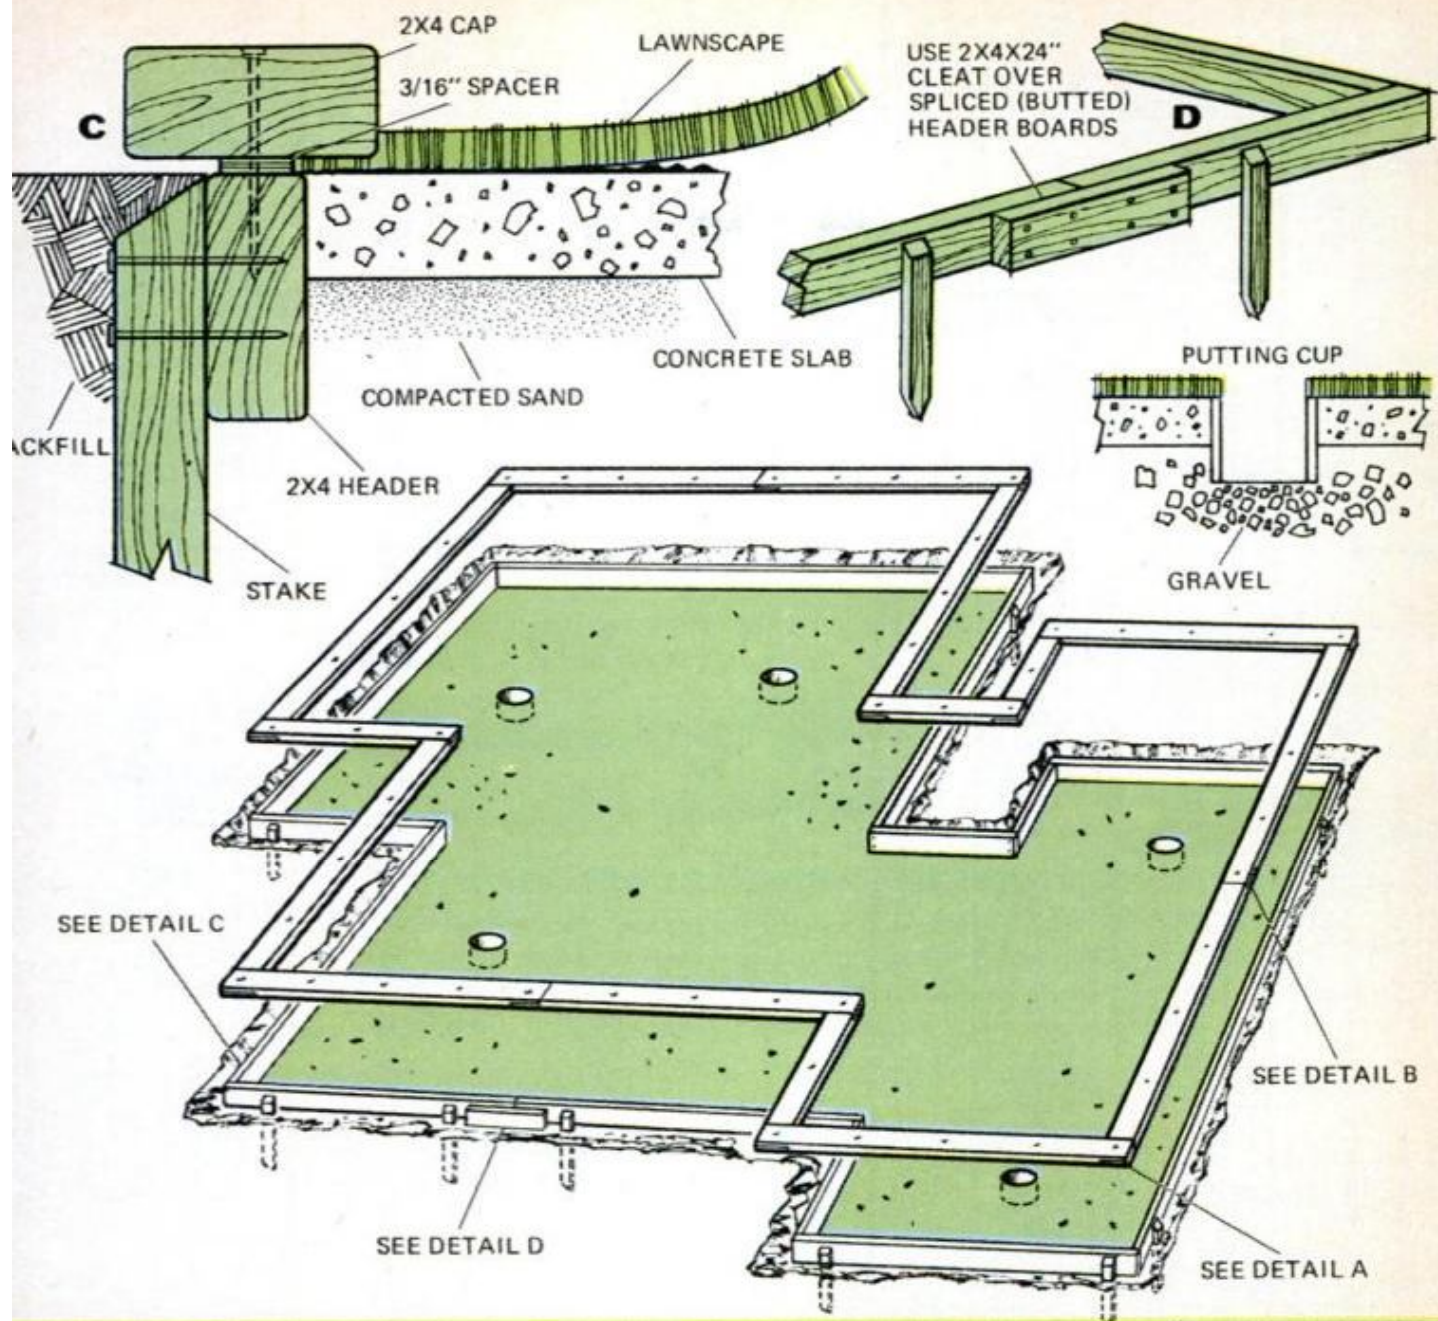 2X4 CAP
3/16" SPACER
LAWNSCAPE
C
USE 2X4X24"
CLEAT OVER
SPLICED (BUTTED)
HEADER BOARDS
D
CONCRETE SLAB
COMPACTED SAND
ACKFILL
2X4 HEADER
STAKE
PUTTING CUP
GRAVEL
SEE DETAIL C
SEE DETAIL B
SEE DETAIL D
SEE DETAIL A